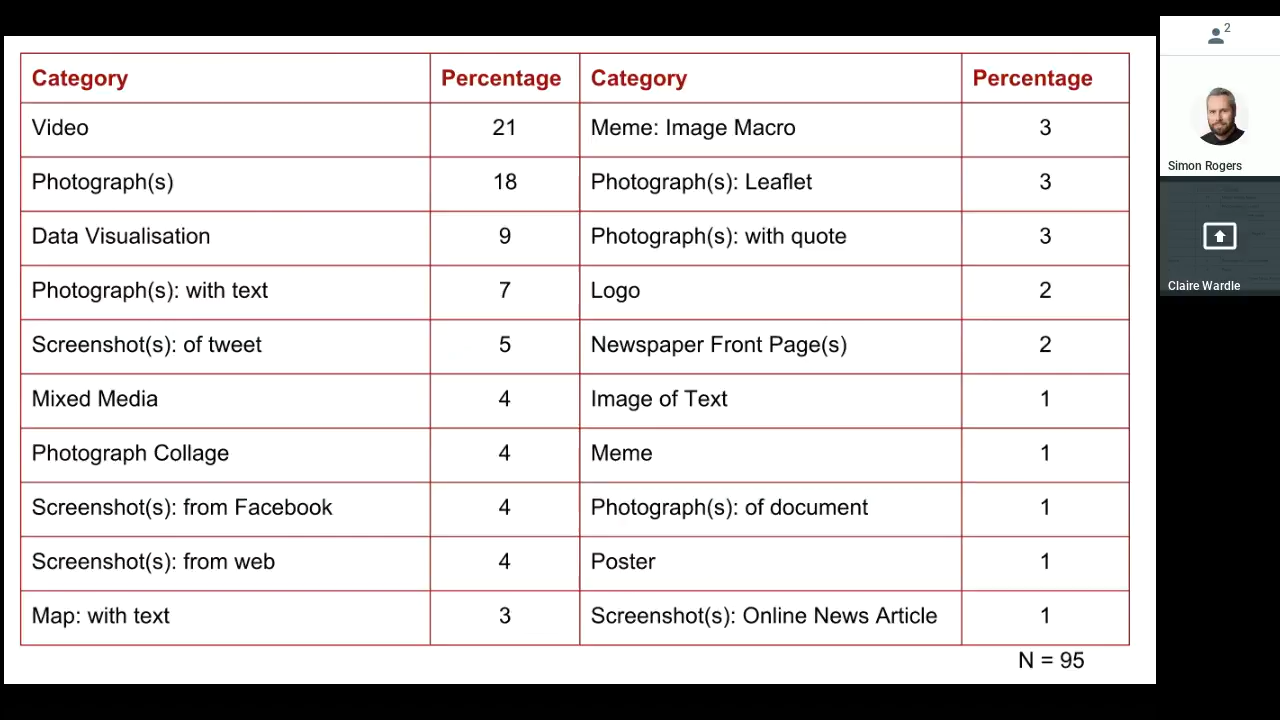 Category Percentage Category Percentage
Video 21 Meme: Image Macro 3
Photograph(s) 18 Photograph(s): Leaflet 3
Data Visualisation 9 Photograph(s): with quote 3
Photograph(s): with text 7 Logo 2
Screenshot(s): of tweet 5 Newspaper Front Page(s) 2
Mixed Media 4 Image of Text 1
Photograph Collage 4 Meme 1
Screenshot(s): from Facebook 4 Photograph(s): of document 1
Screenshot(s): from web 4 Poster 1
Map: with text 3 Screenshot(s): Online News Article 1
N = 95
2
Simon Rogers
Claire Wardle